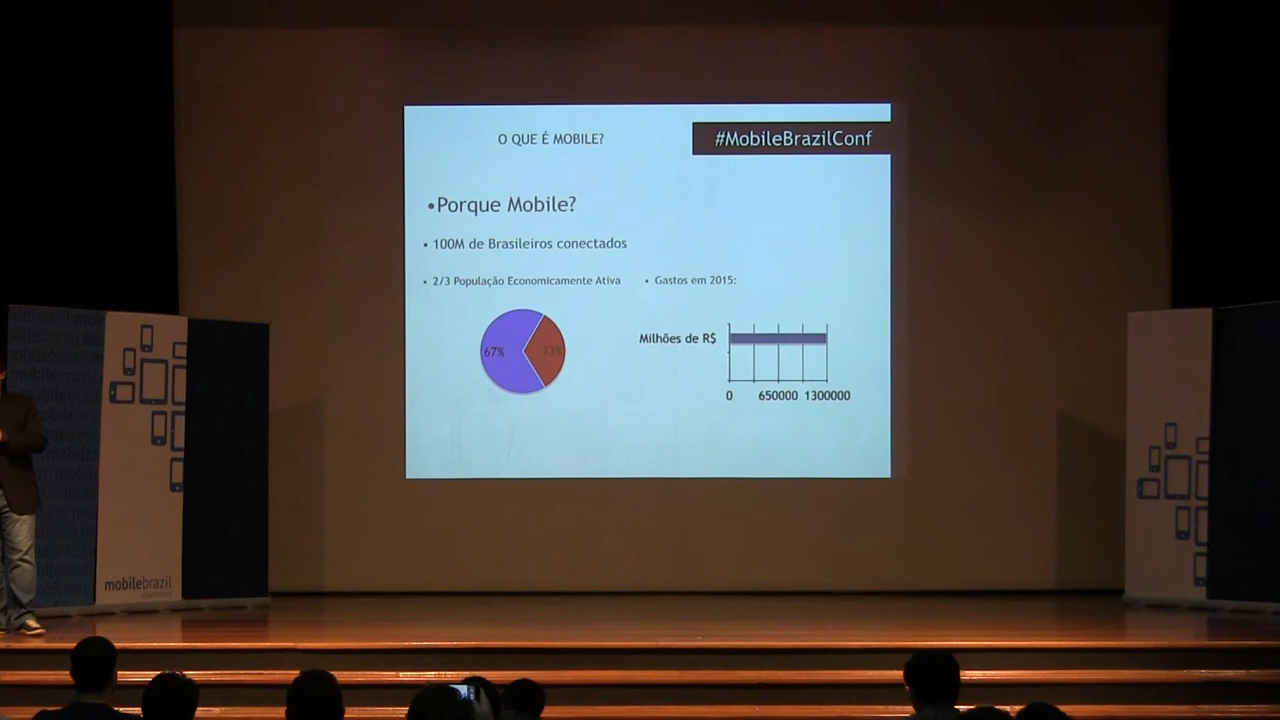 O QUE É MOBILE?
#MobileBrazilConf
•Porque Mobile?
• 100M de Brasileiros conectados
• 2/3 População Economicamente Ativa
• Gastos em 2015:
67%
33%
Milhões de R$
0 650000 1300000
mobilebrazil